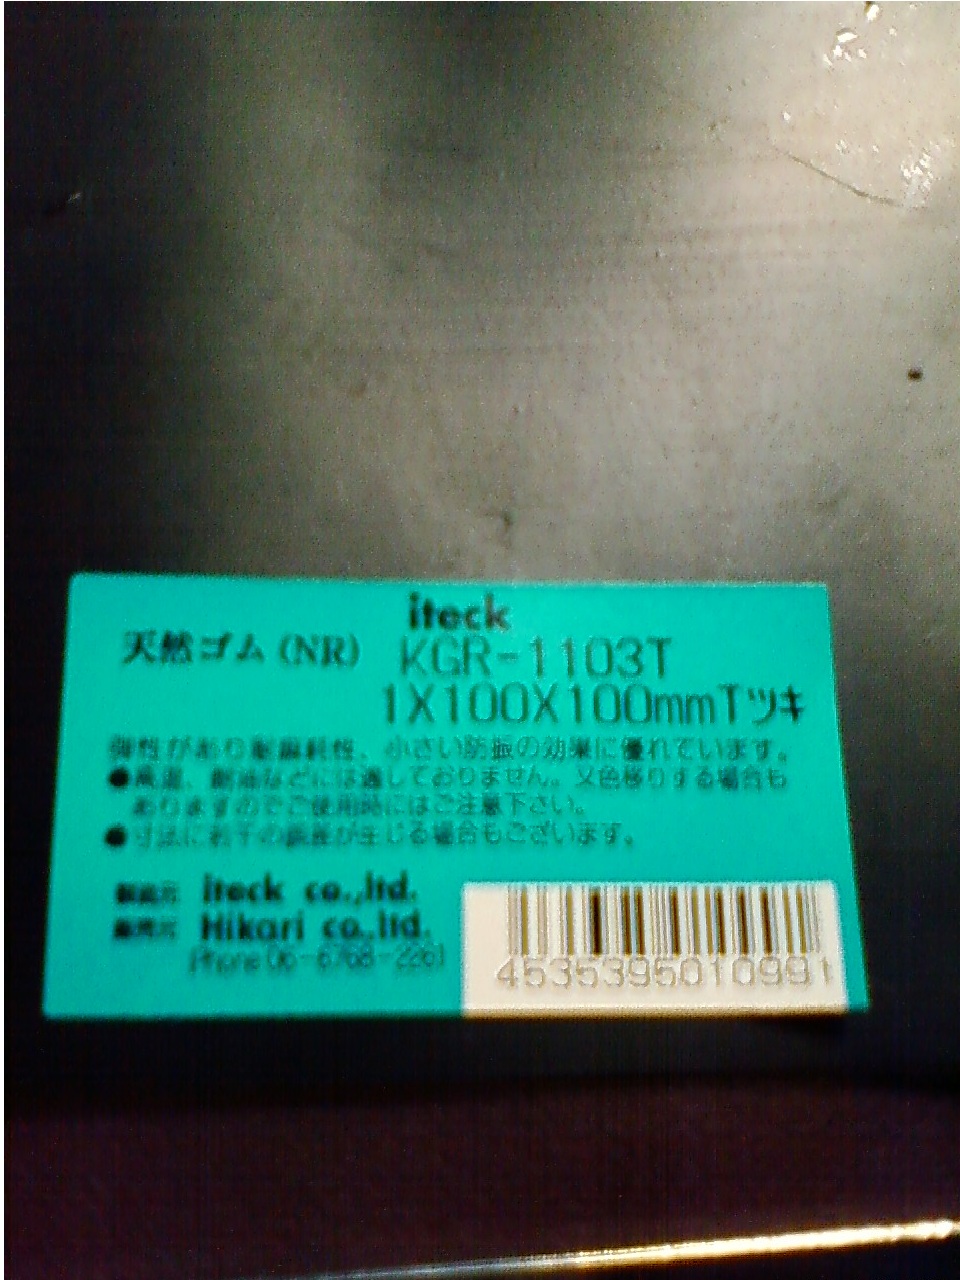 iteck
天然ゴム(NR) KGR-1103T
1X100X100mmTツキ
弾性があり耐摩耗性、小さい防振の効果に優れています。
●高温、耐油などには適しておりません。又色移りする場合も
ありますのでご使用時にはご注意下さい。
●寸法に若干の誤差が生じる場合もございます。
製造元 iteck co.,ltd.
販売元 Hikari co.,ltd.
Phone 06-6768-2261
4535395010991